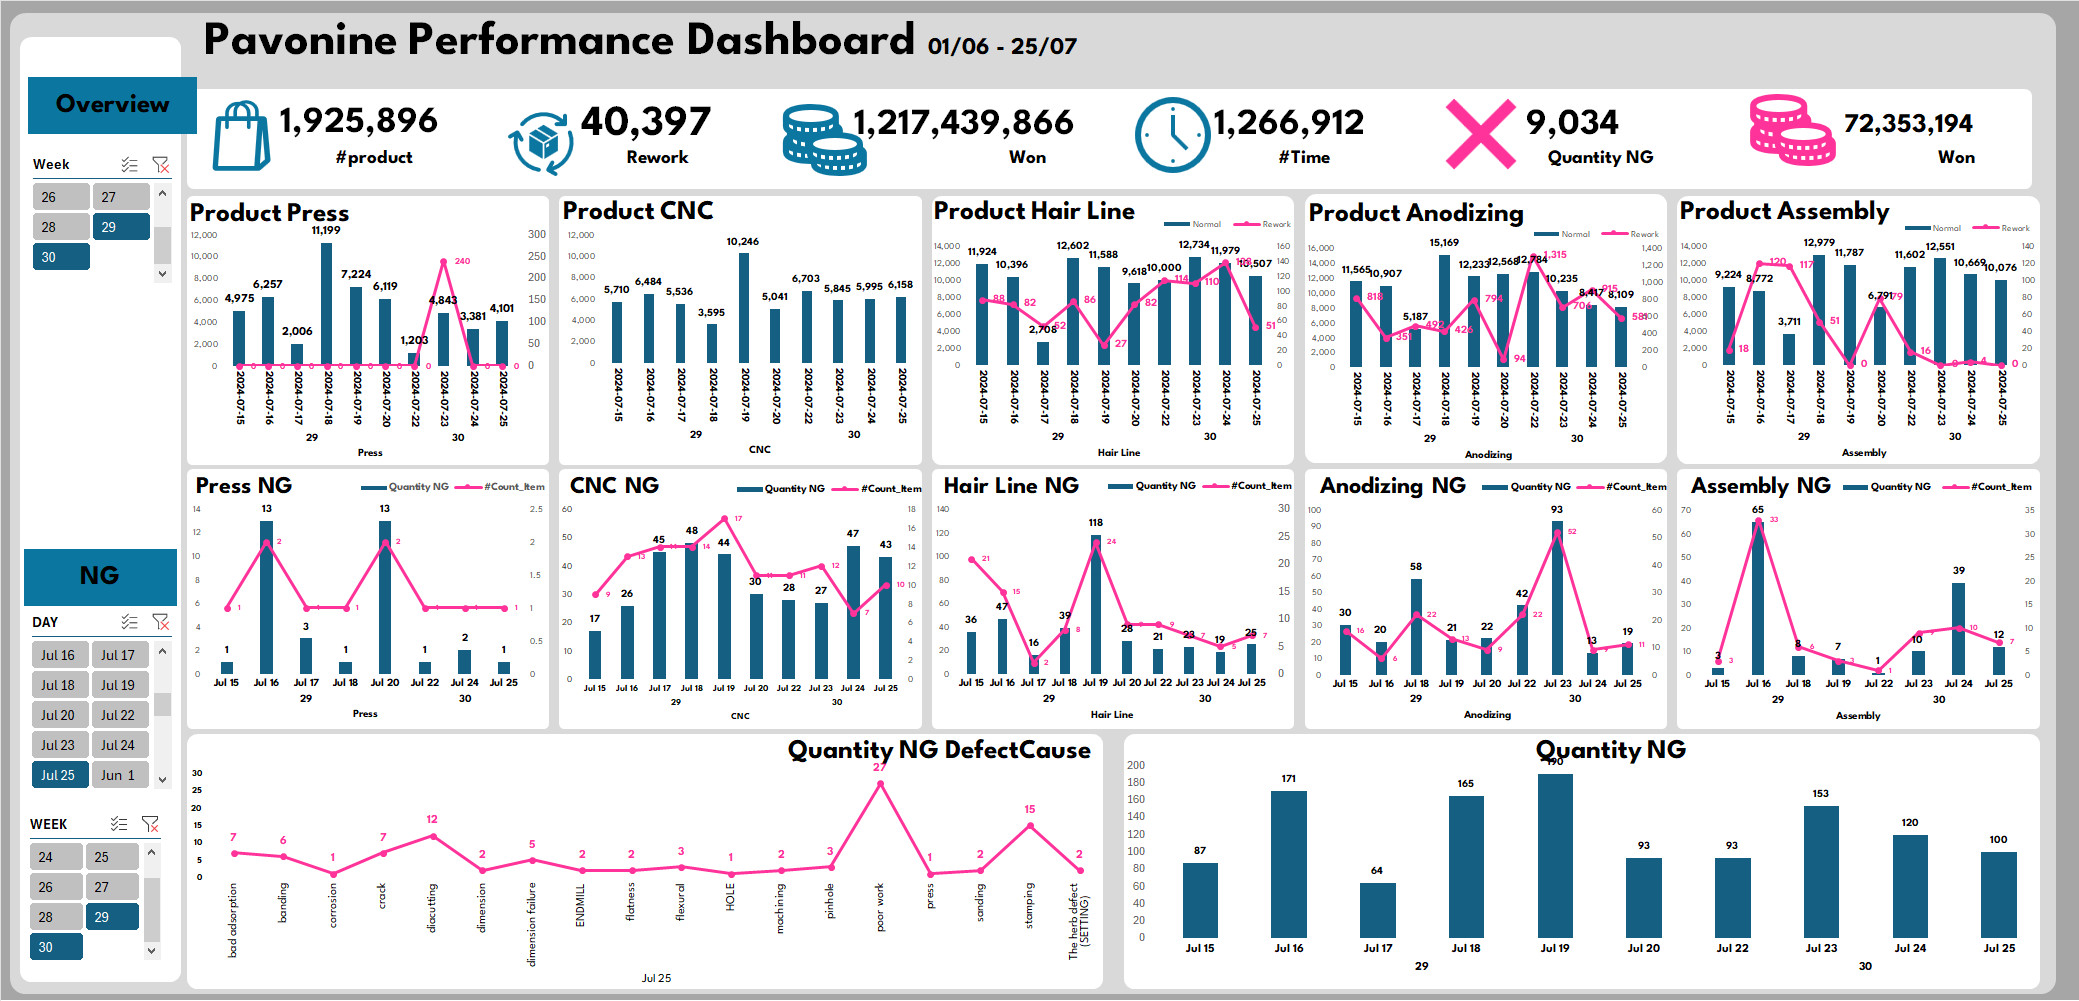 Pavonine Performance Dashboard 01/06 - 25/07
Overview
1,925,896
#product
40,397
Rework
1,217,439,866
Won
1,266,912
#Time
9,034
Quantity NG
72,353,194
Won
Week
26 27
28 29
30
Product Press
12,000 10,000 8,000 6,000 4,000 2,000 0
300 250 200 150 100 50 0
4,975 6,257 2,006 11,199 7,224 6,119 1,203 4,843 3,381 4,101
0 0 0 0 0 0 0 240 0 0
2024-07-15 2024-07-16 2024-07-17 2024-07-18 2024-07-19 2024-07-20 2024-07-22 2024-07-23 2024-07-24 2024-07-25
29 30
Press
Product CNC
12,000 10,000 8,000 6,000 4,000 2,000 0
5,710 6,484 5,536 3,595 10,246 5,041 6,703 5,845 5,995 6,158
2024-07-15 2024-07-16 2024-07-17 2024-07-18 2024-07-19 2024-07-20 2024-07-22 2024-07-23 2024-07-24 2024-07-25
29 30
CNC
Product Hair Line
Normal Rework
14,000 12,000 10,000 8,000 6,000 4,000 2,000 0
160 140 120 100 80 60 40 20 0
11,924 10,396 2,708 12,602 11,588 9,618 10,000 12,734 11,979 10,507
88 82 52 86 27 82 114 110 51
2024-07-15 2024-07-16 2024-07-17 2024-07-18 2024-07-19 2024-07-20 2024-07-22 2024-07-23 2024-07-24 2024-07-25
29 30
Hair Line
Product Anodizing
Normal Rework
16,000 14,000 12,000 10,000 8,000 6,000 4,000 2,000 0
1,400 1,200 1,000 800 600 400 200 0
11,565 10,907 5,187 15,169 12,233 12,568 12,784 10,235 8,417 8,109
818 351 492 426 794 94 1,315 706 915 581
2024-07-15 2024-07-16 2024-07-17 2024-07-18 2024-07-19 2024-07-20 2024-07-22 2024-07-23 2024-07-24 2024-07-25
29 30
Anodizing
Product Assembly
Normal Rework
14,000 12,000 10,000 8,000 6,000 4,000 2,000 0
140 120 100 80 60 40 20 0
9,224 8,772 3,711 12,979 11,787 6,791 11,602 12,551 10,669 10,076
18 120 117 51 0 79 16 0 4 0
2024-07-15 2024-07-16 2024-07-17 2024-07-18 2024-07-19 2024-07-20 2024-07-22 2024-07-23 2024-07-24 2024-07-25
29 30
Assembly
NG
DAY
Jul 16 Jul 17
Jul 18 Jul 19
Jul 20 Jul 22
Jul 23 Jul 24
Jul 25 Jun 1
WEEK
24 25
26 27
28 29
30
Press NG
Quantity NG #Count_Item
14 12 10 8 6 4 2 0
2.5 2 1.5 1 0.5 0
1 13 3 1 13 1 2 1
1 2 1 1 2 1 1 1
Jul 15 Jul 16 Jul 17 Jul 18 Jul 20 Jul 22 Jul 24 Jul 25
29 30
Press
CNC NG
Quantity NG #Count_Item
60 50 40 30 20 10 0
18 16 14 12 10 8 6 4 2 0
17 26 45 48 44 30 28 27 47 43
9 13 14 14 17 11 11 12 7 10
Jul 15 Jul 16 Jul 17 Jul 18 Jul 19 Jul 20 Jul 22 Jul 23 Jul 24 Jul 25
29 30
CNC
Hair Line NG
Quantity NG #Count_Item
140 120 100 80 60 40 20 0
30 25 20 15 10 5 0
36 47 16 39 118 28 21 23 19 25
21 15 2 8 24 9 9 7 5 7
Jul 15 Jul 16 Jul 17 Jul 18 Jul 19 Jul 20 Jul 22 Jul 23 Jul 24 Jul 25
29 30
Hair Line
Anodizing NG
Quantity NG #Count_Item
100 90 80 70 60 50 40 30 20 10 0
60 50 40 30 20 10 0
30 20 58 21 22 42 93 13 19
16 6 22 13 9 22 52 9 11
Jul 15 Jul 16 Jul 18 Jul 19 Jul 20 Jul 22 Jul 23 Jul 24 Jul 25
29 30
Anodizing
Assembly NG
Quantity NG #Count_Item
70 60 50 40 30 20 10 0
35 30 25 20 15 10 5 0
3 65 8 7 1 10 39 12
3 33 6 3 1 9 10 7
Jul 15 Jul 16 Jul 18 Jul 19 Jul 22 Jul 23 Jul 24 Jul 25
29 30
Assembly
Quantity NG DefectCause
30 25 20 15 10 5 0
7 6 1 7 12 2 5 2 2 3 1 2 3 27 1 2 15 2
bad adsorption
banding
corrosion
crack
diacutting
dimension
dimension failure
ENDMILL
flatness
flexural
HOLE
machining
pinhole
poor work
press
sanding
stamping
The herb defect
(SETTING)
Jul 25
Quantity NG
200 180 160 140 120 100 80 60 40 20 0
87 171 64 165 190 93 93 153 120 100
Jul 15 Jul 16 Jul 17 Jul 18 Jul 19 Jul 20 Jul 22 Jul 23 Jul 24 Jul 25
29 30